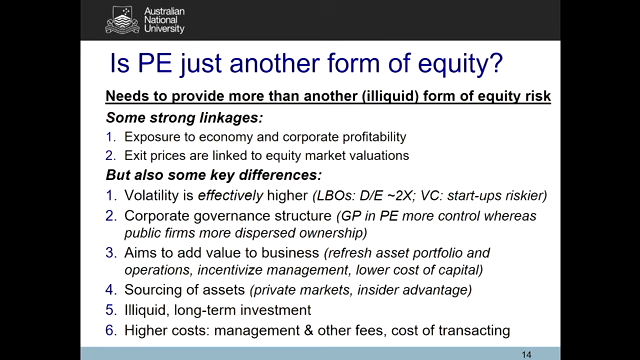 Australian
National
University
Is PE just another form of equity?
Needs to provide more than another (illiquid) form of equity risk
Some strong linkages:
1. Exposure to economy and corporate profitability
2. Exit prices are linked to equity market valuations
But also some key differences:
1. Volatility is effectively higher (LBOs: D/E ~2X; VC: start-ups riskier)
2. Corporate governance structure (GP in PE more control whereas
public firms more dispersed ownership)
3. Aims to add value to business (refresh asset portfolio and
operations, incentivize management, lower cost of capital)
4. Sourcing of assets (private markets, insider advantage)
5. Illiquid, long-term investment
6. Higher costs: management & other fees, cost of transacting
14